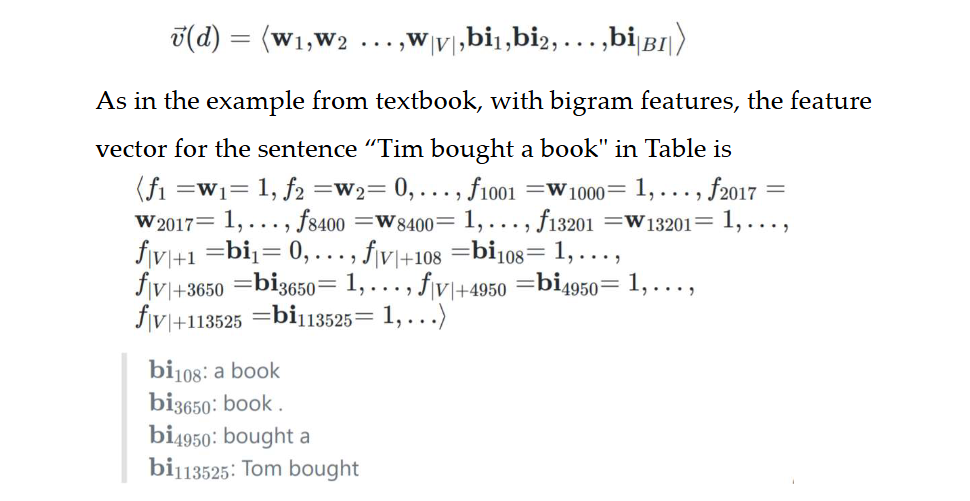 v⃗(d) = ⟨w₁,w₂ …,w|V|,bi₁,bi₂,…,bi|BI|⟩
As in the example from textbook, with bigram features, the feature
vector for the sentence “Tim bought a book" in Table is
⟨f₁ =w₁= 1, f₂ =w₂= 0,…, f₁₀₀₁ =w₁₀₀₀= 1,…, f₂₀₁₇ =
w₂₀₁₇= 1,…, f₈₄₀₀ =w₈₄₀₀= 1,…, f₁₃₂₀₁ =w₁₃₂₀₁= 1,…,
f|V|+1 =bi₁= 0,…, f|V|+108 =bi₁₀₈= 1,…,
f|V|+3650 =bi₃₆₅₀= 1,…, f|V|+4950 =bi₄₉₅₀= 1,…,
f|V|+113525 =bi₁₁₃₅₂₅= 1,…⟩
bi₁₀₈: a book
bi₃₆₅₀: book .
bi₄₉₅₀: bought a
bi₁₁₃₅₂₅: Tom bought